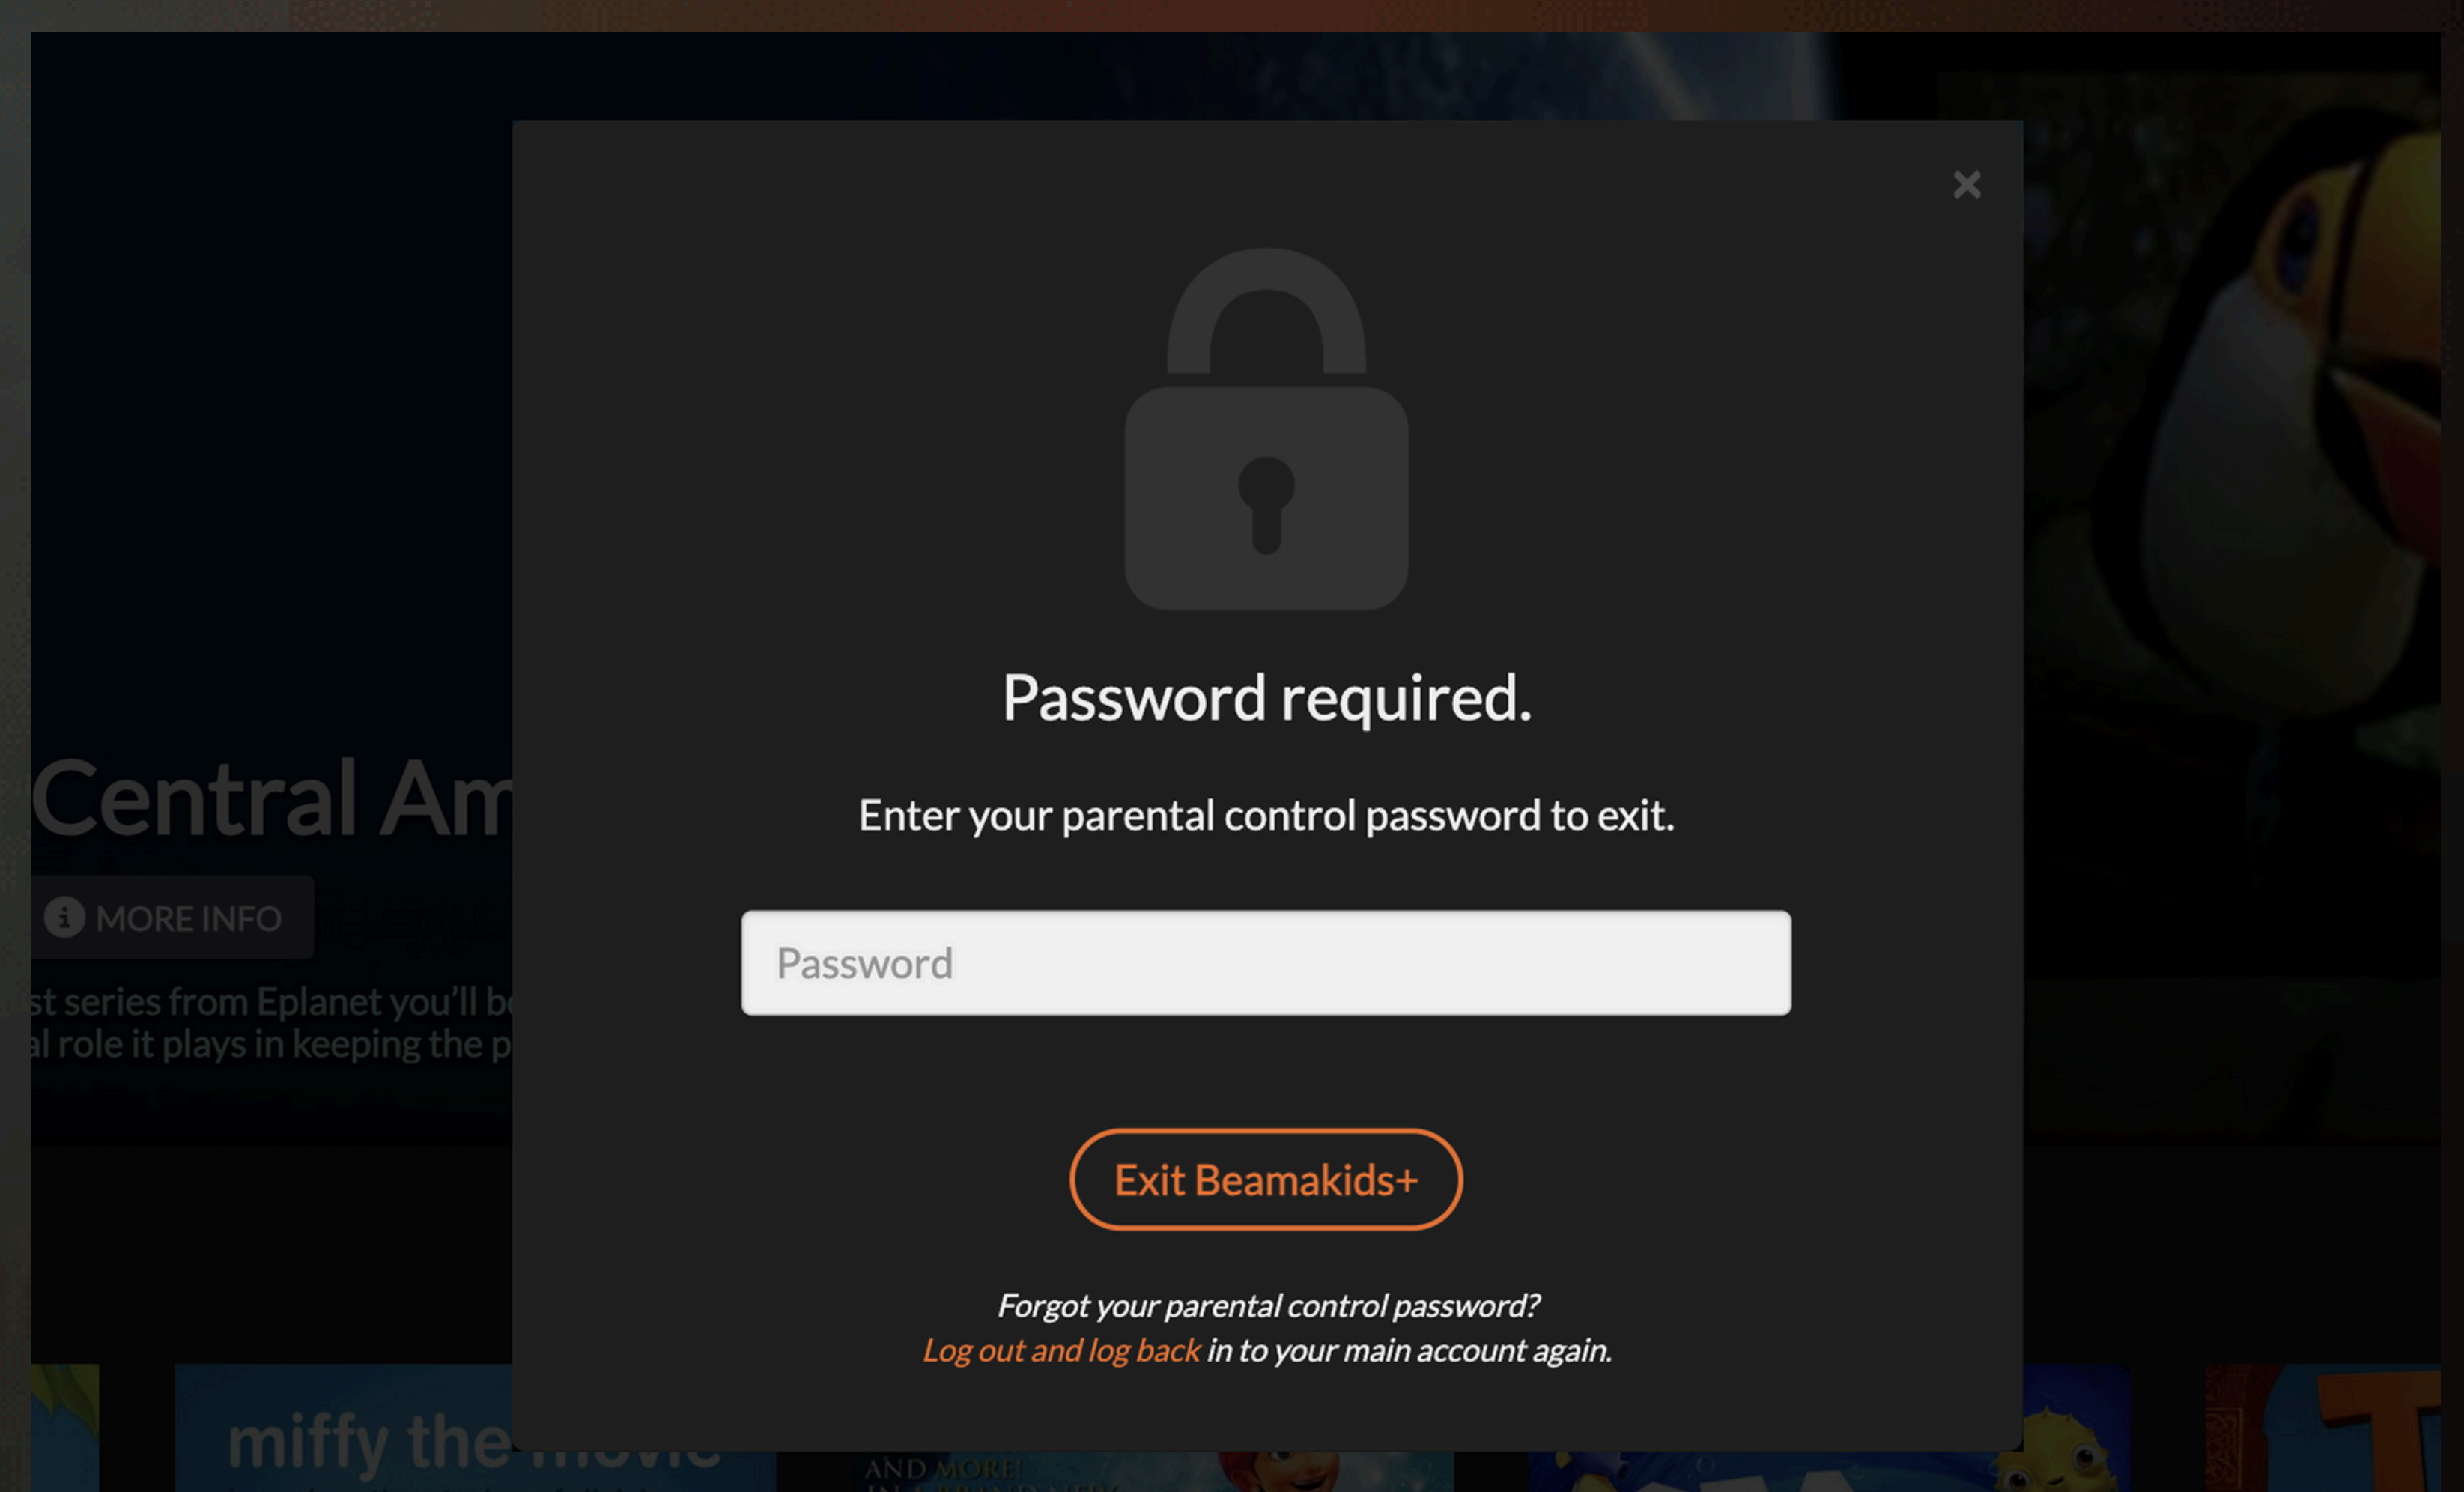 Password required.
Enter your parental control password to exit.
Password
Exit Beamakids+
Forgot your parental control password?
Log out and log back in to your main account again.
Central Am
MORE INFO
st series from Eplanet you'll be
al role it plays in keeping the p
miffy the movie
AND MORE!
T